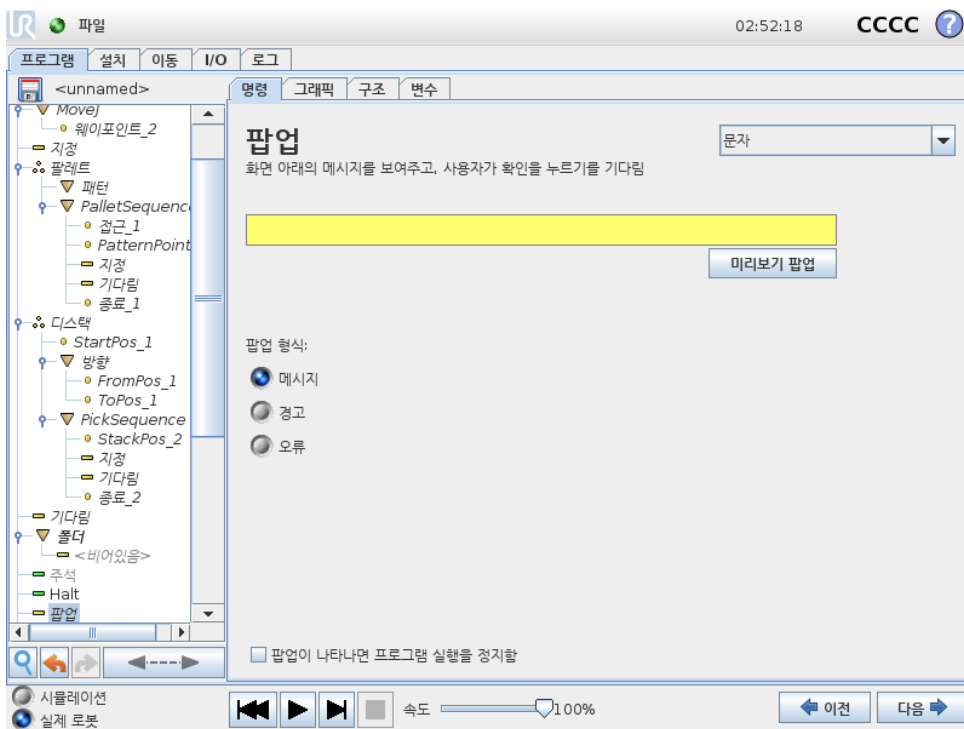 UR 파일 02:52:18 CCCC ?
프로그램 설치 이동 I/O 로그
<unnamed>
명령 그래픽 구조 변수
MoveJ
웨이포인트_2
지정
팔레트
패턴
PalletSequenc
접근_1
PatternPoint
지정
기다림
종료_1
디스택
StartPos_1
방향
FromPos_1
ToPos_1
PickSequence
StackPos_2
지정
기다림
종료_2
기다림
폴더
<비어있음>
주석
Halt
팝업
팝업
문자
화면 아래의 메시지를 보여주고, 사용자가 확인을 누르기를 기다림
미리보기 팝업
팝업 형식:
메시지
경고
오류
팝업이 나타나면 프로그램 실행을 정지함
시뮬레이션
실제 로봇
속도 100%
이전 다음